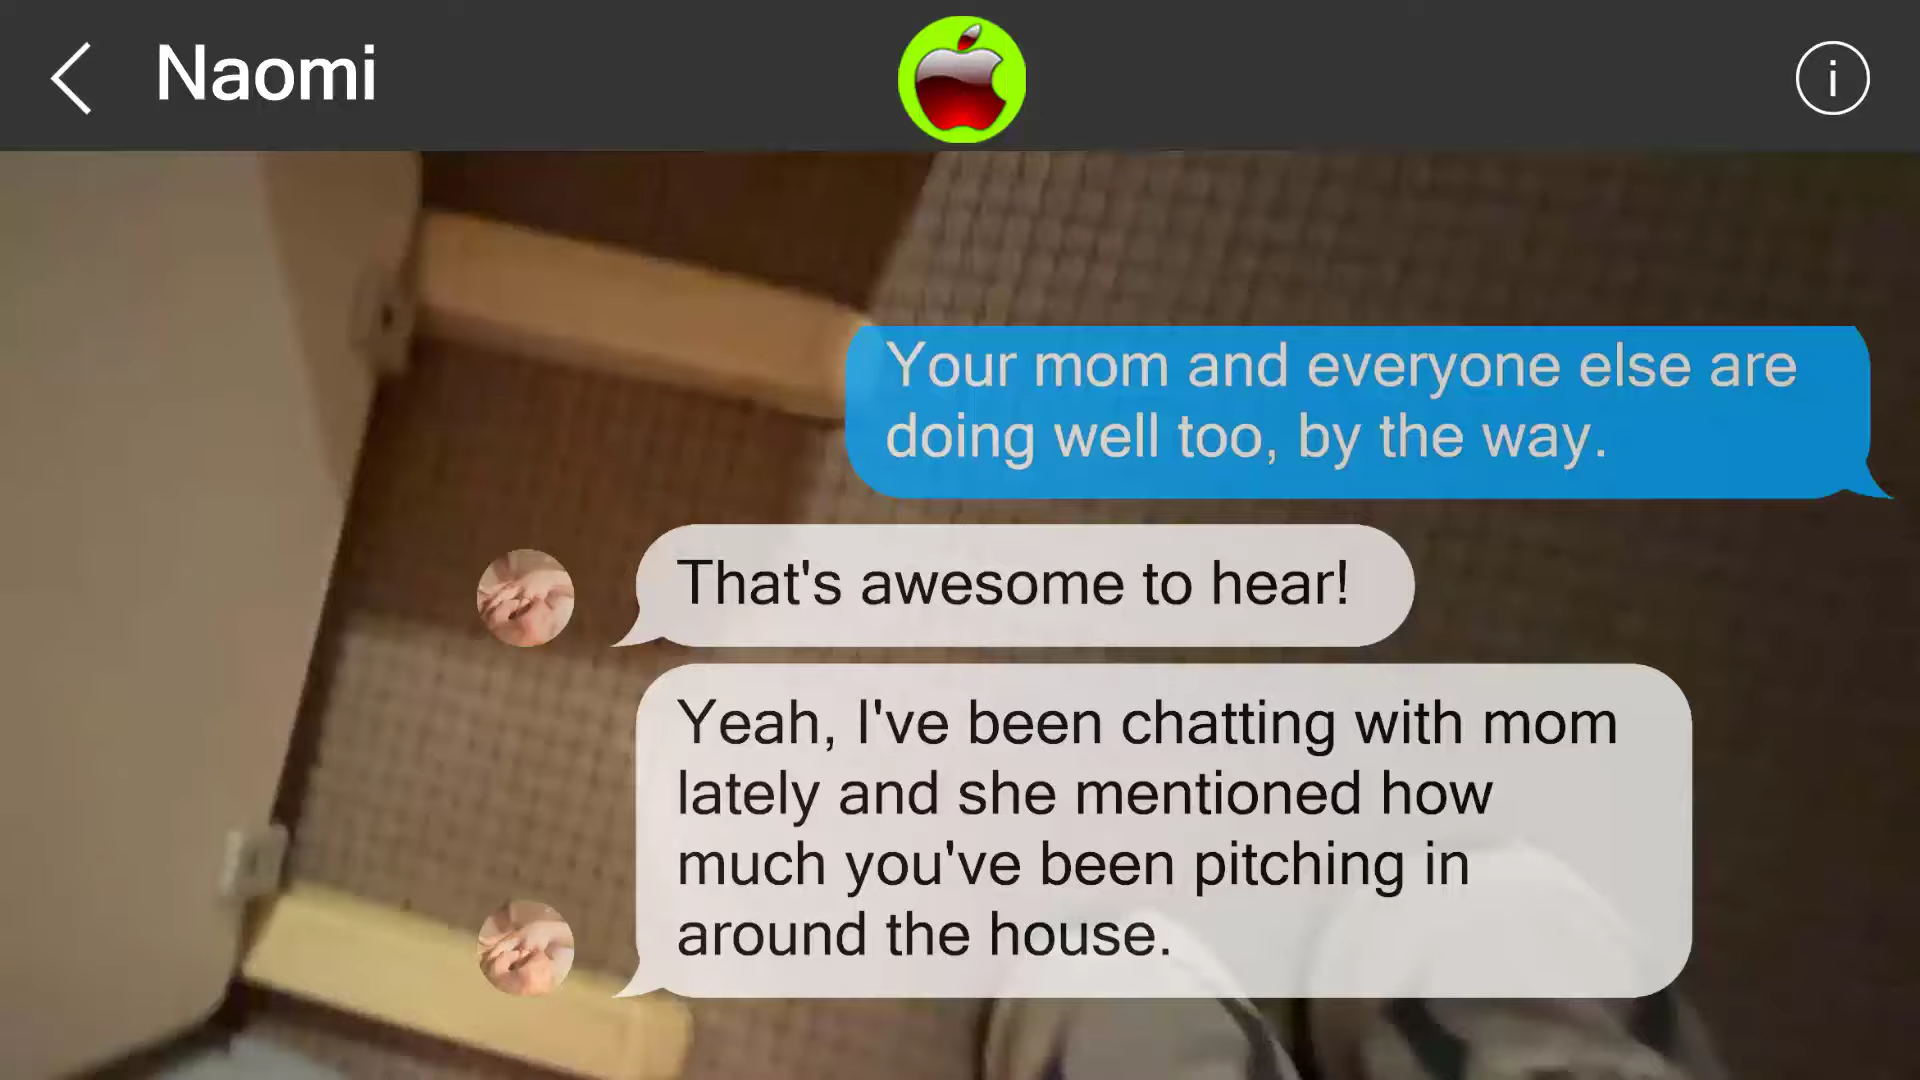 Naomi
i
Your mom and everyone else are
doing well too, by the way.
That's awesome to hear!
Yeah, I've been chatting with mom
lately and she mentioned how
much you've been pitching in
around the house.